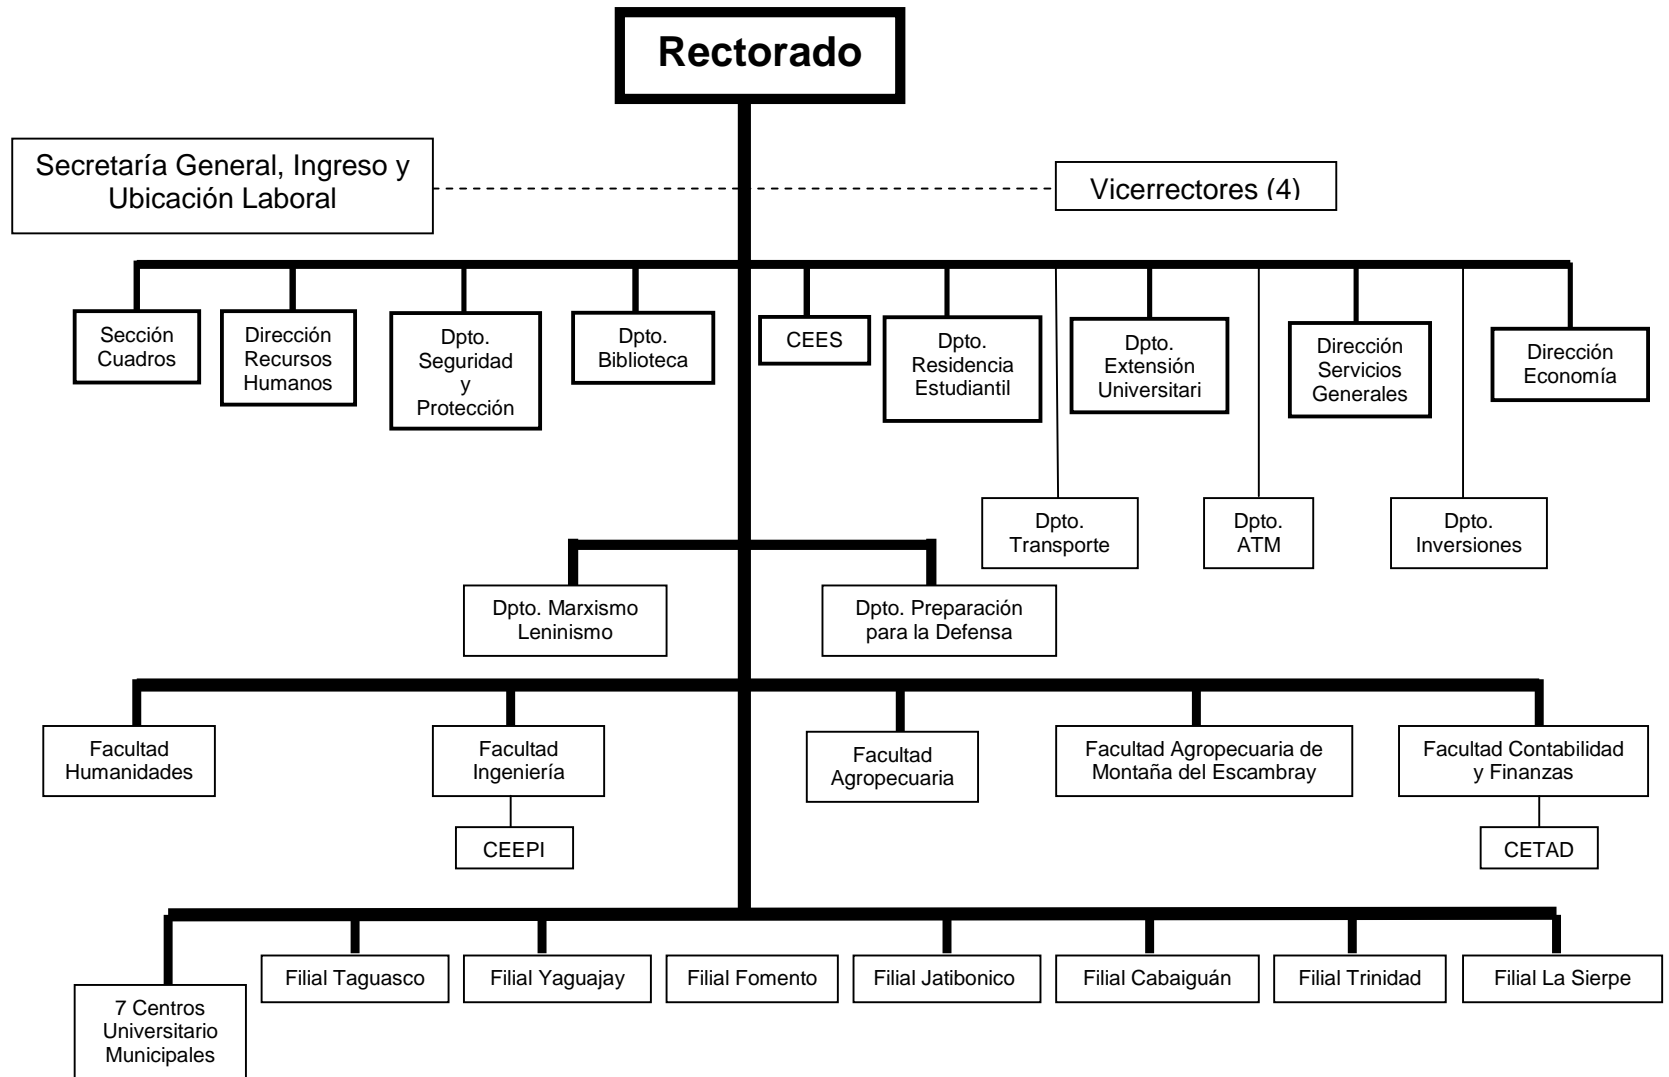 Rectorado
Secretaría General, Ingreso y
Ubicación Laboral
Vicerrectores (4)
Sección
Cuadros
Dirección
Recursos
Humanos
Dpto.
Seguridad
y
Protección
Dpto.
Biblioteca
CEES
Dpto.
Residencia
Estudiantil
Dpto.
Extensión
Universitari
Dirección
Servicios
Generales
Dirección
Economía
Dpto.
Transporte
Dpto.
ATM
Dpto.
Inversiones
Dpto. Marxismo
Leninismo
Dpto. Preparación
para la Defensa
Facultad
Humanidades
Facultad
Ingeniería
Facultad
Agropecuaria
Facultad Agropecuaria de
Montaña del Escambray
Facultad Contabilidad
y Finanzas
CEEPI
CETAD
7 Centros
Universitario
Municipales
Filial Taguasco
Filial Yaguajay
Filial Fomento
Filial Jatibonico
Filial Cabaiguán
Filial Trinidad
Filial La Sierpe